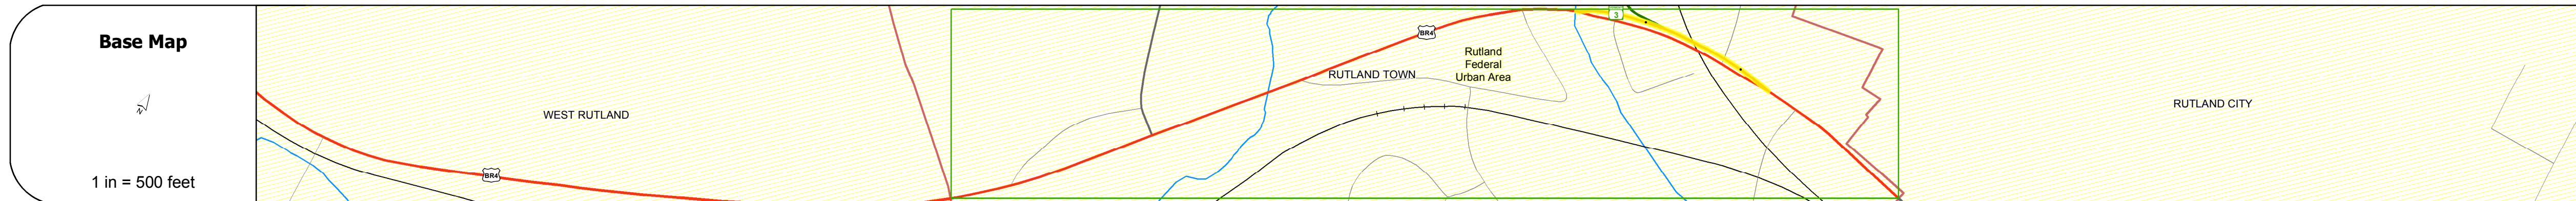 Base Map
N
1 in = 500 feet
WEST RUTLAND
BR4
BR4
RUTLAND TOWN
Rutland
Federal
Urban Area
3
RUTLAND CITY